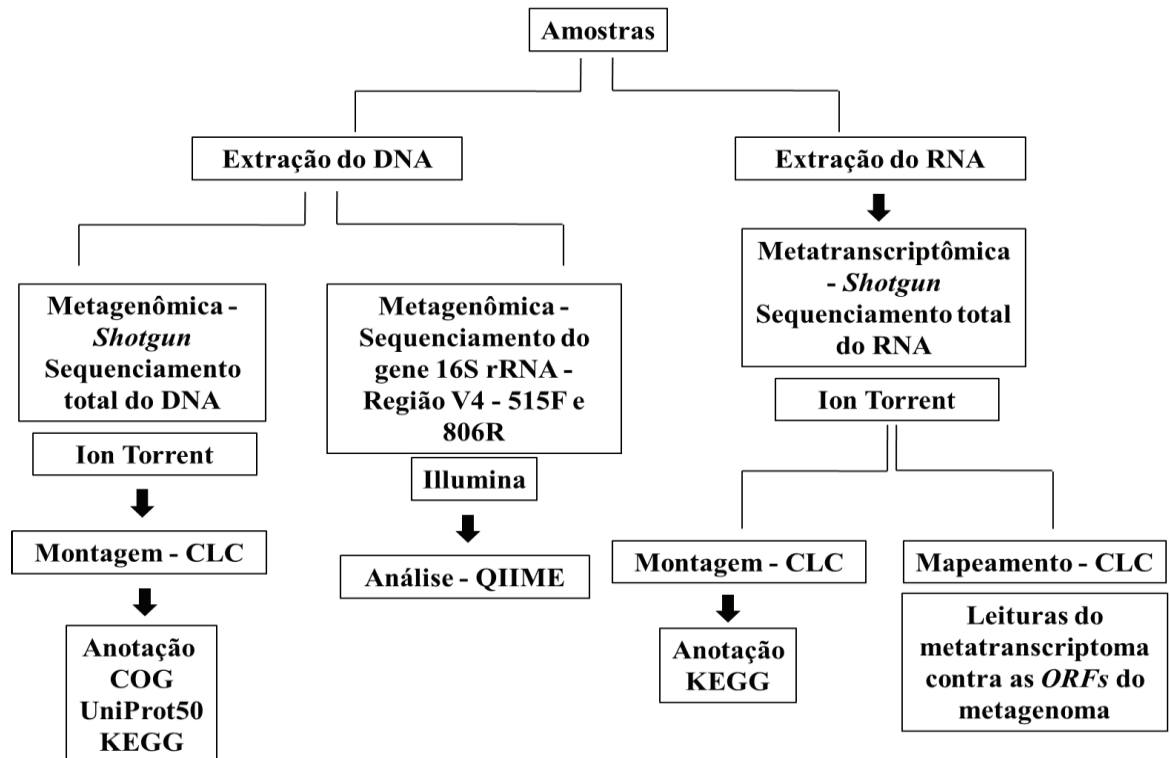 Amostras
Extração do DNA
Extração do RNA
Metagenômica -
Shotgun
Sequenciamento
total do DNA
Ion Torrent
Montagem - CLC
Anotação
COG
UniProt50
KEGG
Metagenômica -
Sequenciamento do
gene 16S rRNA -
Região V4 - 515F e
806R
Illumina
Análise - QIIME
Metatranscriptômica
- Shotgun
Sequenciamento total
do RNA
Ion Torrent
Montagem - CLC
Anotação
KEGG
Mapeamento - CLC
Leituras do
metatranscriptoma
contra as ORFs do
metagenoma